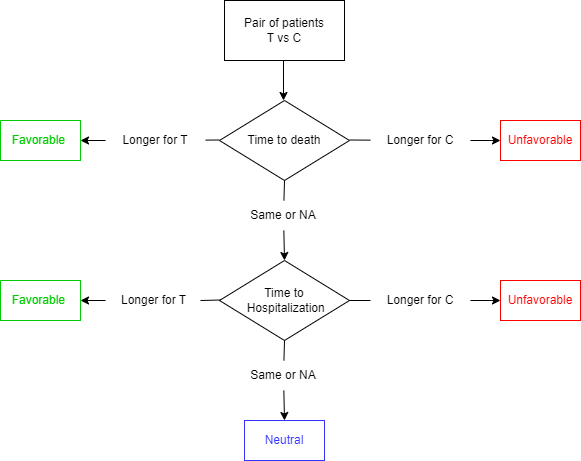 Pair of patients
T vs C
Favorable
Longer for T
Time to death
Longer for C
Unfavorable
Same or NA
Favorable
Longer for T
Time to
Hospitalization
Longer for C
Unfavorable
Same or NA
Neutral